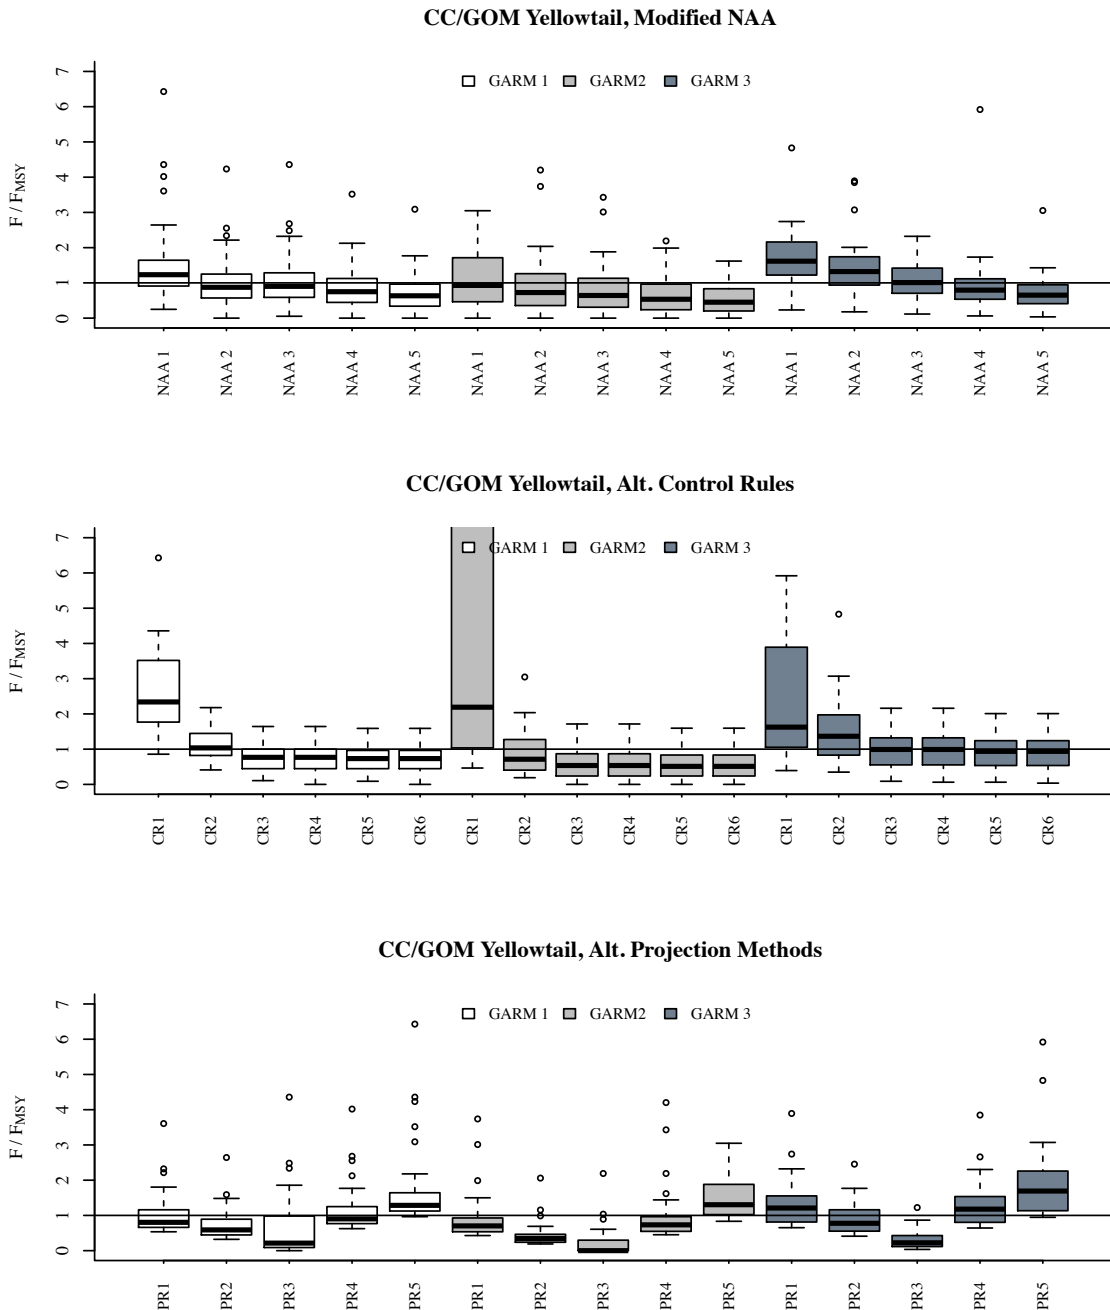 CC/GOM Yellowtail, Modified NAA
GARM 1 GARM2 GARM 3
F / FMSY
7
6
5
4
3
2
1
0
NAA 1 NAA 2 NAA 3 NAA 4 NAA 5 NAA 1 NAA 2 NAA 3 NAA 4 NAA 5 NAA 1 NAA 2 NAA 3 NAA 4 NAA 5
CC/GOM Yellowtail, Alt. Control Rules
GARM 1 GARM2 GARM 3
F / FMSY
7
6
5
4
3
2
1
0
CR1 CR2 CR3 CR4 CR5 CR6 CR1 CR2 CR3 CR4 CR5 CR6 CR1 CR2 CR3 CR4 CR5 CR6
CC/GOM Yellowtail, Alt. Projection Methods
GARM 1 GARM2 GARM 3
F / FMSY
7
6
5
4
3
2
1
0
PR1 PR2 PR3 PR4 PR5 PR1 PR2 PR3 PR4 PR5 PR1 PR2 PR3 PR4 PR5